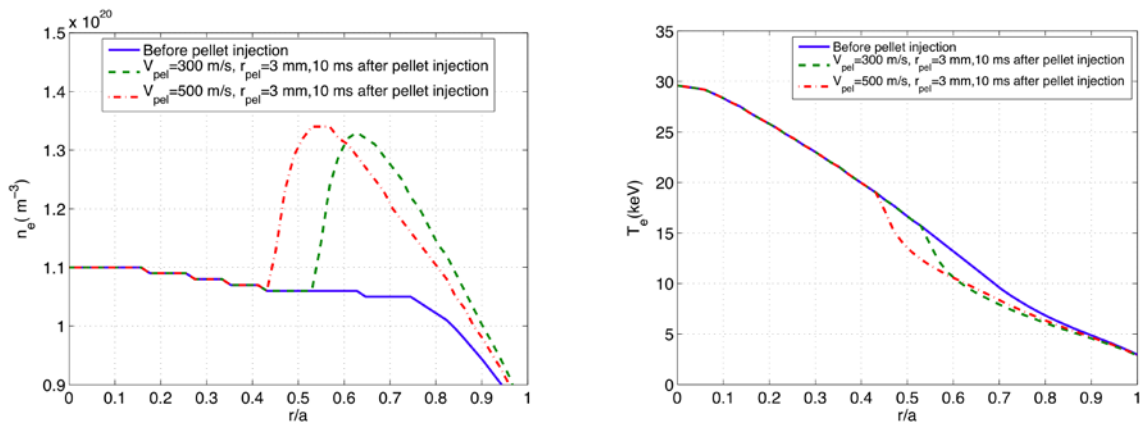 x 10^20
1.5
1.4
1.3
1.2
1.1
1
0.9
n_e( m^−3)
Before pellet injection
V_pel=300 m/s, r_pel=3 mm,10 ms after pellet injection
V_pel=500 m/s, r_pel=3 mm,10 ms after pellet injection
0 0.1 0.2 0.3 0.4 0.5 0.6 0.7 0.8 0.9 1
r/a
35
30
25
20
15
10
5
0
T_e(keV)
Before pellet injection
V_pel=300 m/s, r_pel=3 mm,10 ms after pellet injection
V_pel=500 m/s, r_pel=3 mm,10 ms after pellet injection
0 0.1 0.2 0.3 0.4 0.5 0.6 0.7 0.8 0.9 1
r/a